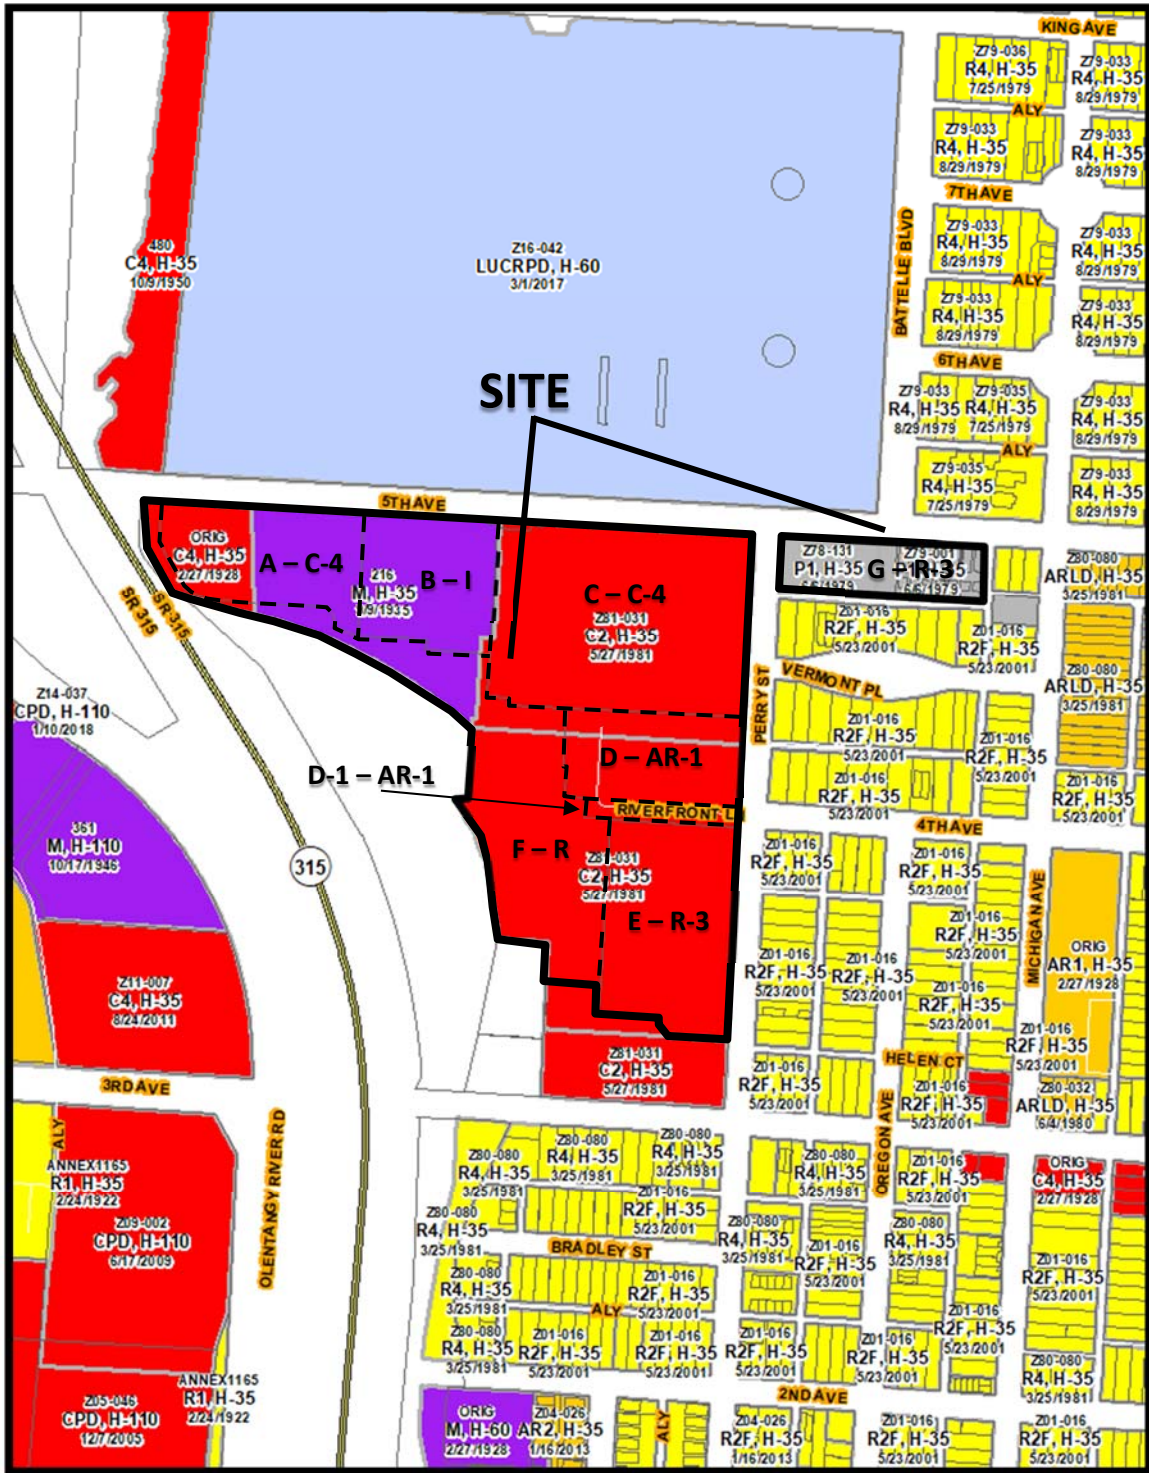 KING AVE
Z79-036
R4, H-35
7/25/1979
Z79-033
R4, H-35
8/29/1979
ALY
Z79-033
R4, H-35
8/29/1979
Z79-033
R4, H-35
8/29/1979
7TH AVE
BATTELLE BLVD
Z79-033
R4, H-35
8/29/1979
Z79-033
R4, H-35
8/29/1979
ALY
Z79-033
R4, H-35
8/29/1979
Z79-033
R4, H-35
8/29/1979
6TH AVE
480
C4, H-35
10/9/1950
Z16-042
LUCRPD, H-60
3/1/2017
SITE
Z79-033
R4, H-35
8/29/1979
Z79-035
R4, H-35
7/25/1979
Z79-033
R4, H-35
8/29/1979
ALY
Z79-035
R4, H-35
7/25/1979
Z79-033
R4, H-35
8/29/1979
5TH AVE
ORIG
C4, H-35
2/27/1928
A – C-4
216
M, H-35
B – I
C – C-4
Z81-031
C2, H-35
5/27/1981
Z78-131
P1, H-35
6/6/1979
Z79-001
6/6/1979
G – R-3
Z80-080
ARLD, H-35
3/25/1981
SR 315
SR 315
Z01-016
R2F, H-35
5/23/2001
Z01-016
R2F, H-35
5/23/2001
VERMONT PL
PERRY ST
Z80-080
ARLD, H-35
3/25/1981
Z14-037
CPD, H-110
1/10/2018
Z01-016
R2F, H-35
5/23/2001
Z01-016
R2F, H-35
5/23/2001
D – AR-1
D-1 – AR-1
Z01-016
R2F, H-35
5/23/2001
Z01-016
R2F, H-35
5/23/2001
RIVERFRONT LN
4TH AVE
361
M, H-110
10/17/1946
315
F – R
Z81-031
C2, H-35
5/27/1981
E – R-3
Z01-016
R2F, H-35
5/23/2001
Z01-016
R2F, H-35
5/23/2001
MICHIGAN AVE
Z01-016
R2F, H-35
5/23/2001
ORIG
AR1, H-35
2/27/1928
Z01-016
R2F, H-35
5/23/2001
Z01-016
R2F, H-35
5/23/2001
Z01-016
R2F, H-35
5/23/2001
Z11-007
C4, H-35
8/24/2011
Z01-016
R2F, H-35
5/23/2001
Z81-031
C2, H-35
5/27/1981
HELEN CT
Z01-016
R2F, H-35
5/23/2001
Z01-016
R2F, H-35
5/23/2001
Z80-032
ARLD, H-35
6/4/1980
3RD AVE
OLENTANGY RIVER RD
OREGON AVE
ALY
ANNEX1165
R1, H-35
2/24/1922
Z80-080
R4, H-35
3/25/1981
Z80-080
R4, H-35
3/25/1981
Z80-080
R4, H-35
3/25/1981
Z80-080
R4, H-35
3/25/1981
Z01-016
R2F, H-35
5/23/2001
ORIG
C4, H-35
2/27/1928
Z09-002
CPD, H-110
6/17/2009
Z80-080
R4, H-35
3/25/1981
Z01-016
R2F, H-35
5/23/2001
Z80-080
R4, H-35
3/25/1981
Z01-016
R2F, H-35
5/23/2001
Z80-080
R4, H-35
3/25/1981
BRADLEY ST
Z80-080
R4, H-35
3/25/1981
Z01-016
R2F, H-35
5/23/2001
Z01-016
R2F, H-35
5/23/2001
ALY
Z80-080
R4, H-35
3/25/1981
Z01-016
R2F, H-35
5/23/2001
Z01-016
R2F, H-35
5/23/2001
Z01-016
R2F, H-35
5/23/2001
Z01-016
R2F, H-35
5/23/2001
Z01-016
R2F, H-35
5/23/2001
Z80-080
R4, H-35
3/25/1981
ANNEX1165
R1, H-35
2/24/1922
2ND AVE
Z05-046
CPD, H-110
12/7/2005
ORIG
M, H-60
2/27/1928
Z04-026
AR2, H-35
1/16/2013
ALY
Z04-026
R2F, H-35
1/16/2013
Z01-016
R2F, H-35
5/23/2001
Z01-016
R2F, H-35
5/23/2001